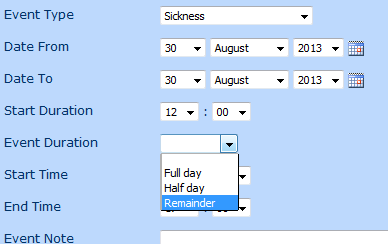 Event Type Sickness
Date From 30 August 2013
Date To 30 August 2013
Start Duration 12 : 00
Event Duration
Full day
Start Time
Half day
Remainder
End Time
Event Note